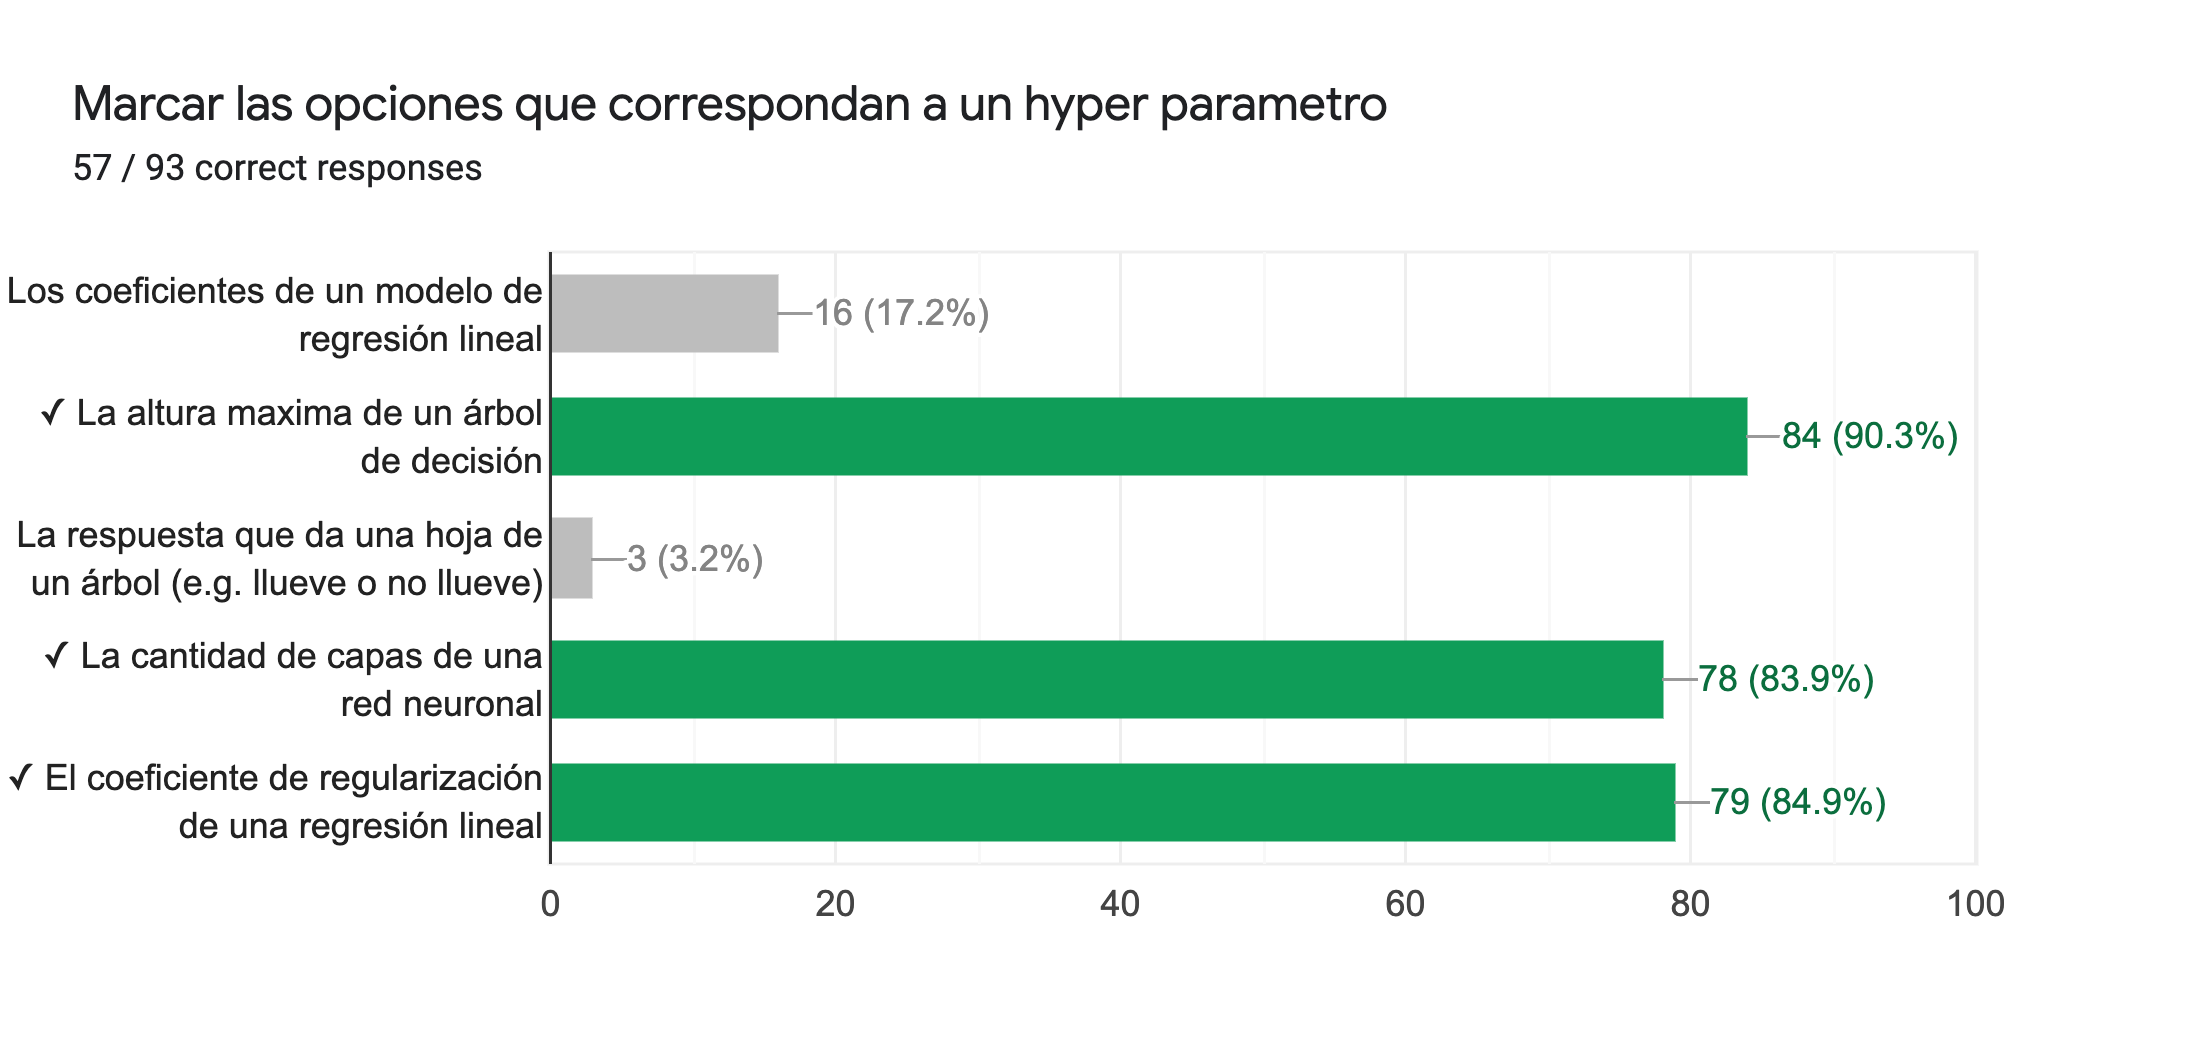 Marcar las opciones que correspondan a un hyper parametro
57 / 93 correct responses
Los coeficientes de un modelo de
regresión lineal
16 (17.2%)
✓ La altura maxima de un árbol
de decisión
84 (90.3%)
La respuesta que da una hoja de
un árbol (e.g. llueve o no llueve)
3 (3.2%)
✓ La cantidad de capas de una
red neuronal
78 (83.9%)
✓ El coeficiente de regularización
de una regresión lineal
79 (84.9%)
0 20 40 60 80 100